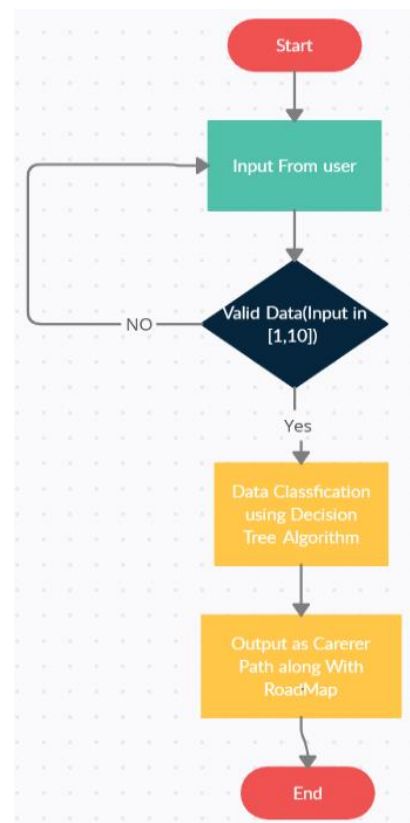 Start
Input From user
Valid Data(Input in
[1,10])
NO
Yes
Data Classfication
using Decision
Tree Algorithm
Output as Carerer
Path along With
RoadMap
End